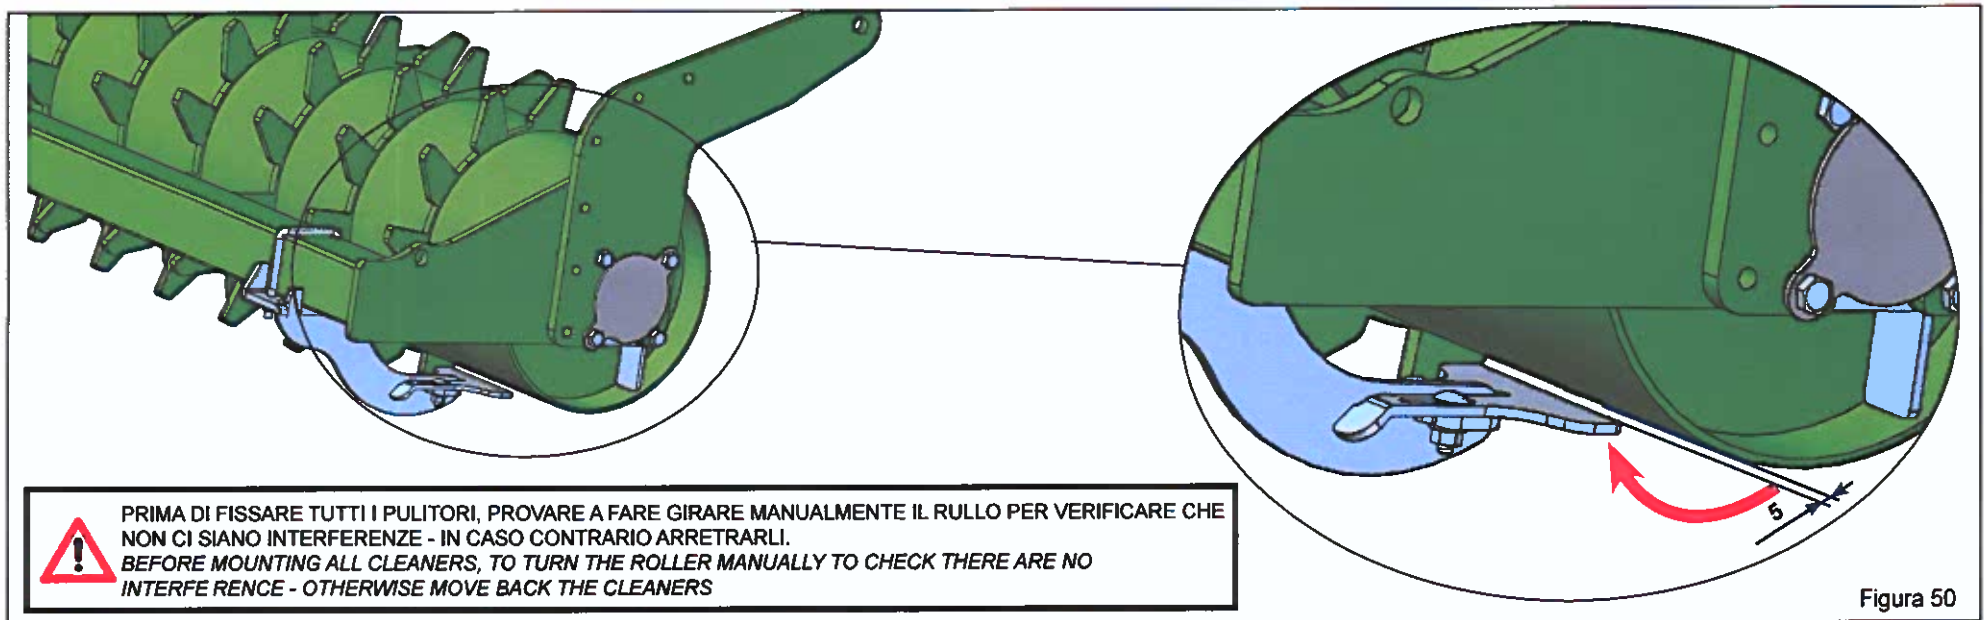 PRIMA DI FISSARE TUTTI I PULITORI, PROVARE A FARE GIRARE MANUALMENTE IL RULLO PER VERIFICARE CHE
NON CI SIANO INTERFERENZE - IN CASO CONTRARIO ARRETRARLI.
BEFORE MOUNTING ALL CLEANERS, TO TURN THE ROLLER MANUALLY TO CHECK THERE ARE NO
INTERFE RENCE - OTHERWISE MOVE BACK THE CLEANERS
5
Figura 50